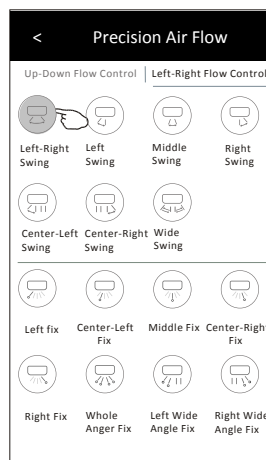 < Precision Air Flow
Up-Down Flow Control Left-Right Flow Control
Left-Right Left Middle Right
Swing Swing Swing Swing
Center-Left Center-Right Wide
Swing Swing Swing
Left fix Center-Left Middle Fix Center-Right
Fix Fix
Right Fix Whole Left Wide Right Wide
Anger Fix Angle Fix Angle Fix